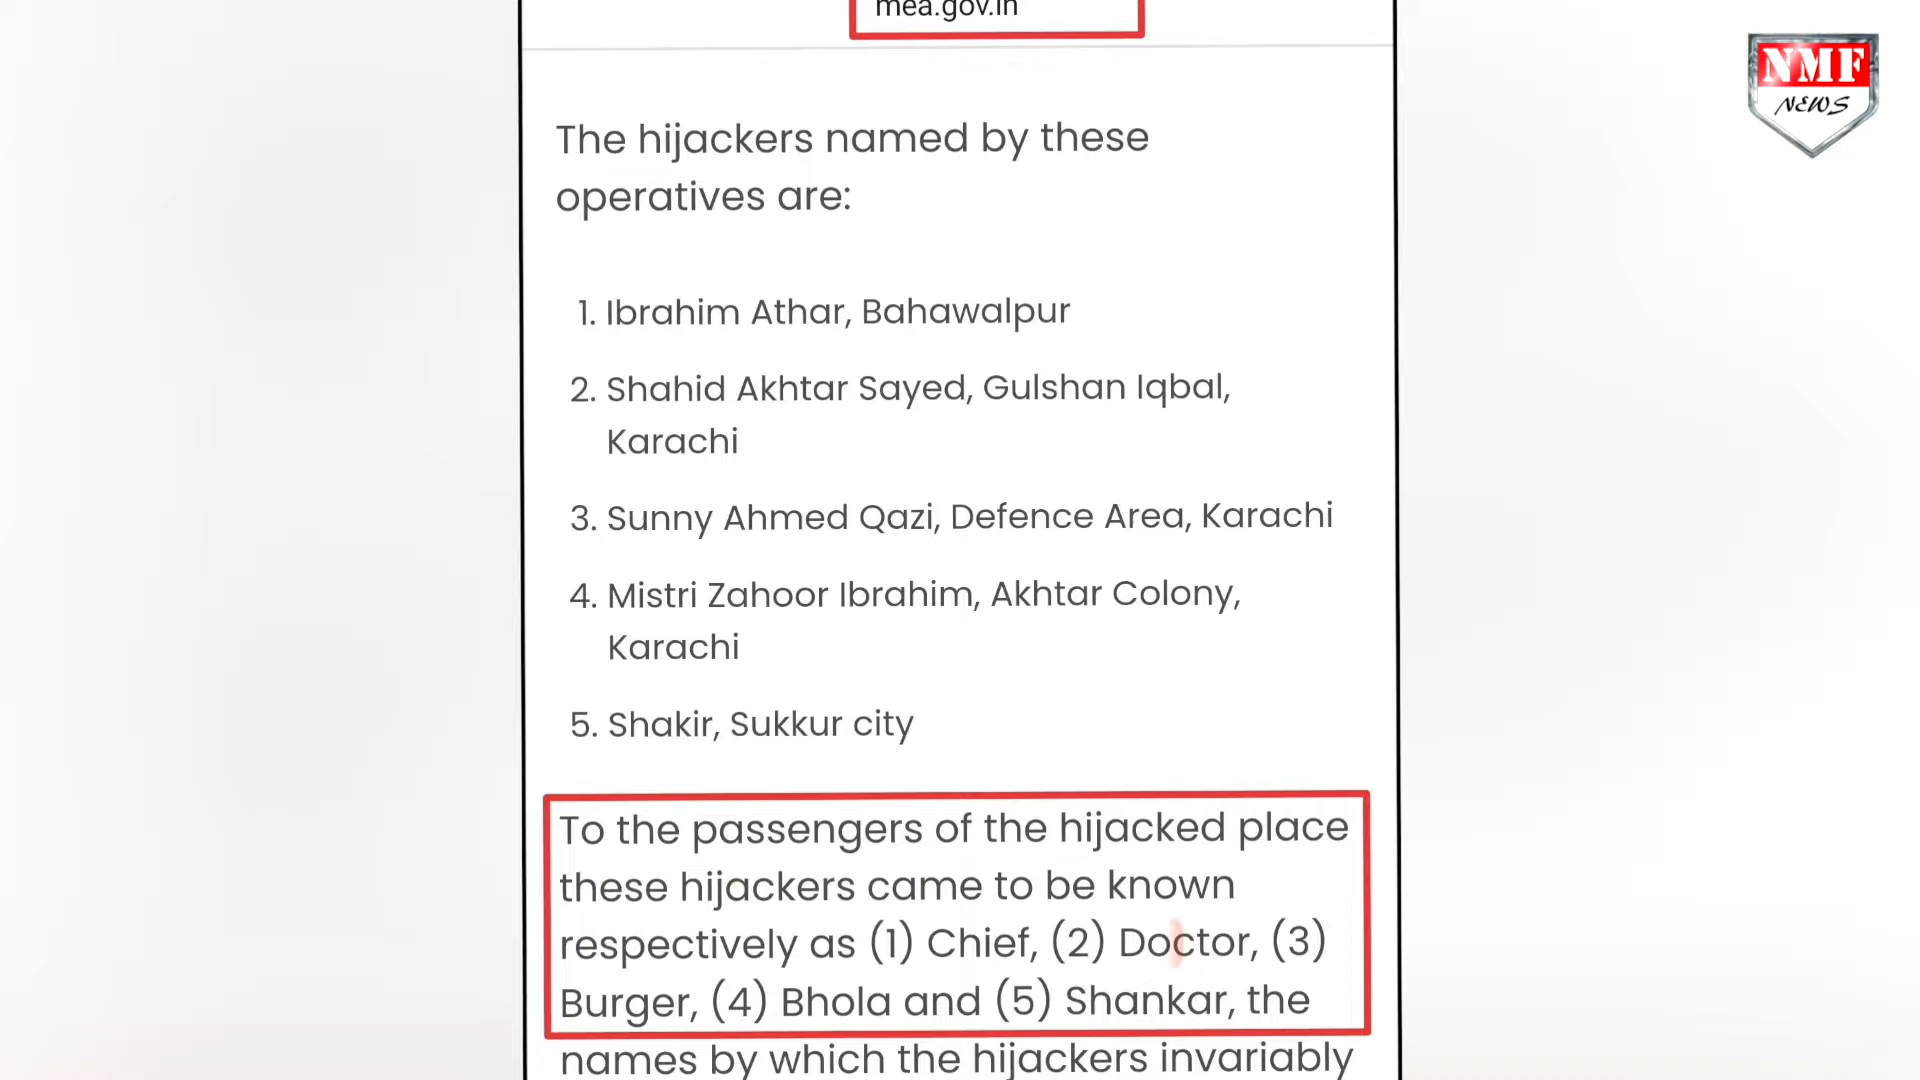 mea.gov.in
NMF
NEWS
The hijackers named by these
operatives are:
1. Ibrahim Athar, Bahawalpur
2. Shahid Akhtar Sayed, Gulshan Iqbal,
Karachi
3. Sunny Ahmed Qazi, Defence Area, Karachi
4. Mistri Zahoor Ibrahim, Akhtar Colony,
Karachi
5. Shakir, Sukkur city
To the passengers of the hijacked place
these hijackers came to be known
respectively as (1) Chief, (2) Doctor, (3)
Burger, (4) Bhola and (5) Shankar, the
names by which the hijackers invariably